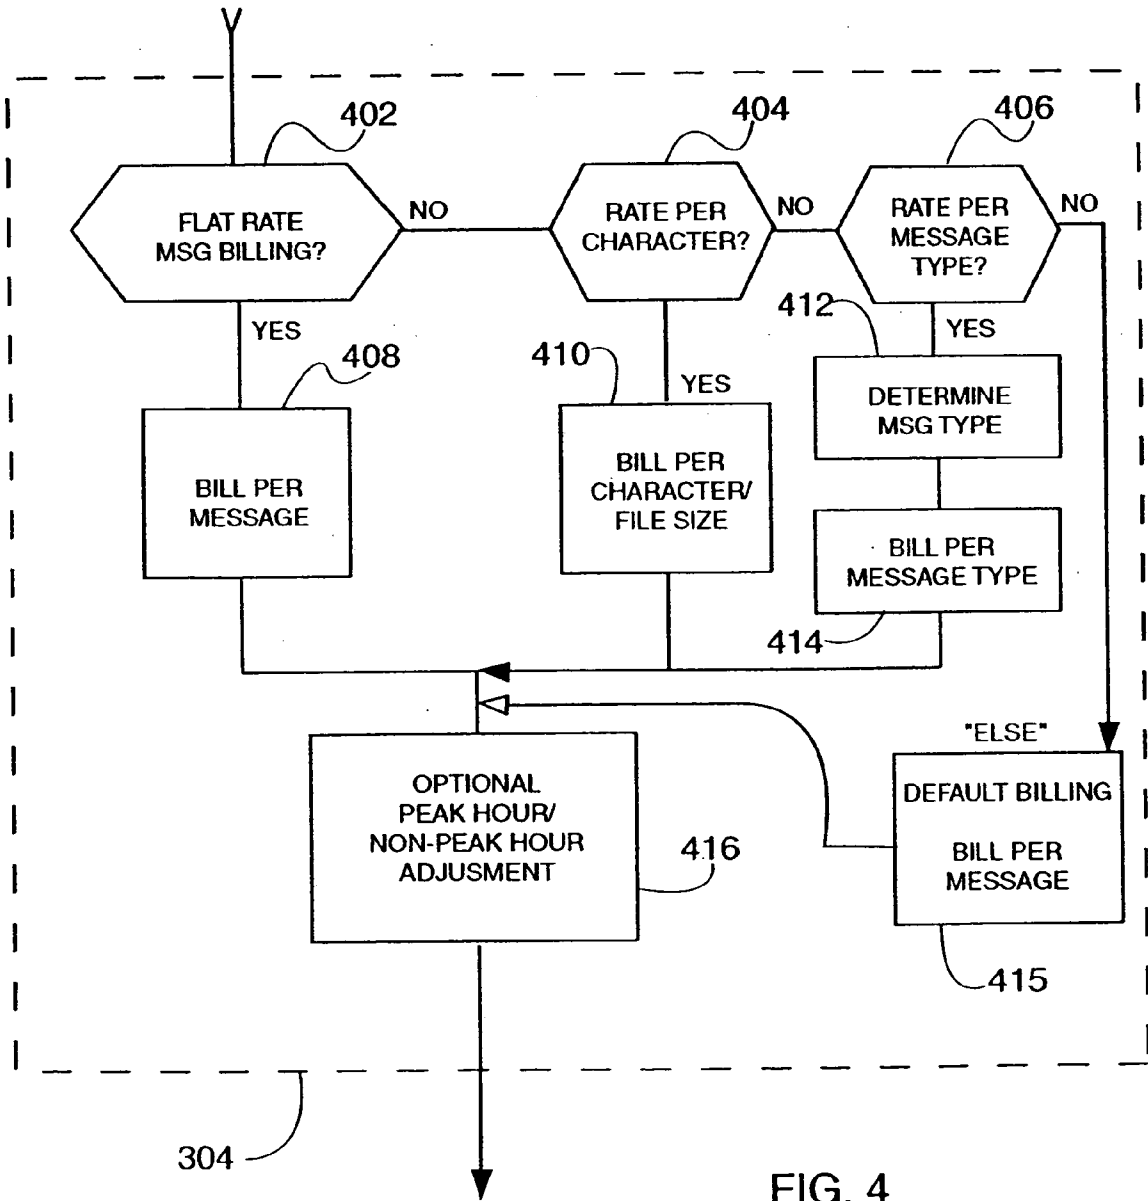 402
404
406
FLAT RATE
MSG BILLING?
NO
RATE PER
CHARACTER?
NO
RATE PER
MESSAGE
TYPE?
NO
YES
408
410
YES
412
YES
BILL PER
MESSAGE
BILL PER
CHARACTER/
FILE SIZE
DETERMINE
MSG TYPE
BILL PER
MESSAGE TYPE
414
"ELSE"
OPTIONAL
PEAK HOUR/
NON-PEAK HOUR
ADJUSMENT
416
DEFAULT BILLING
BILL PER
MESSAGE
415
304
FIG. 4